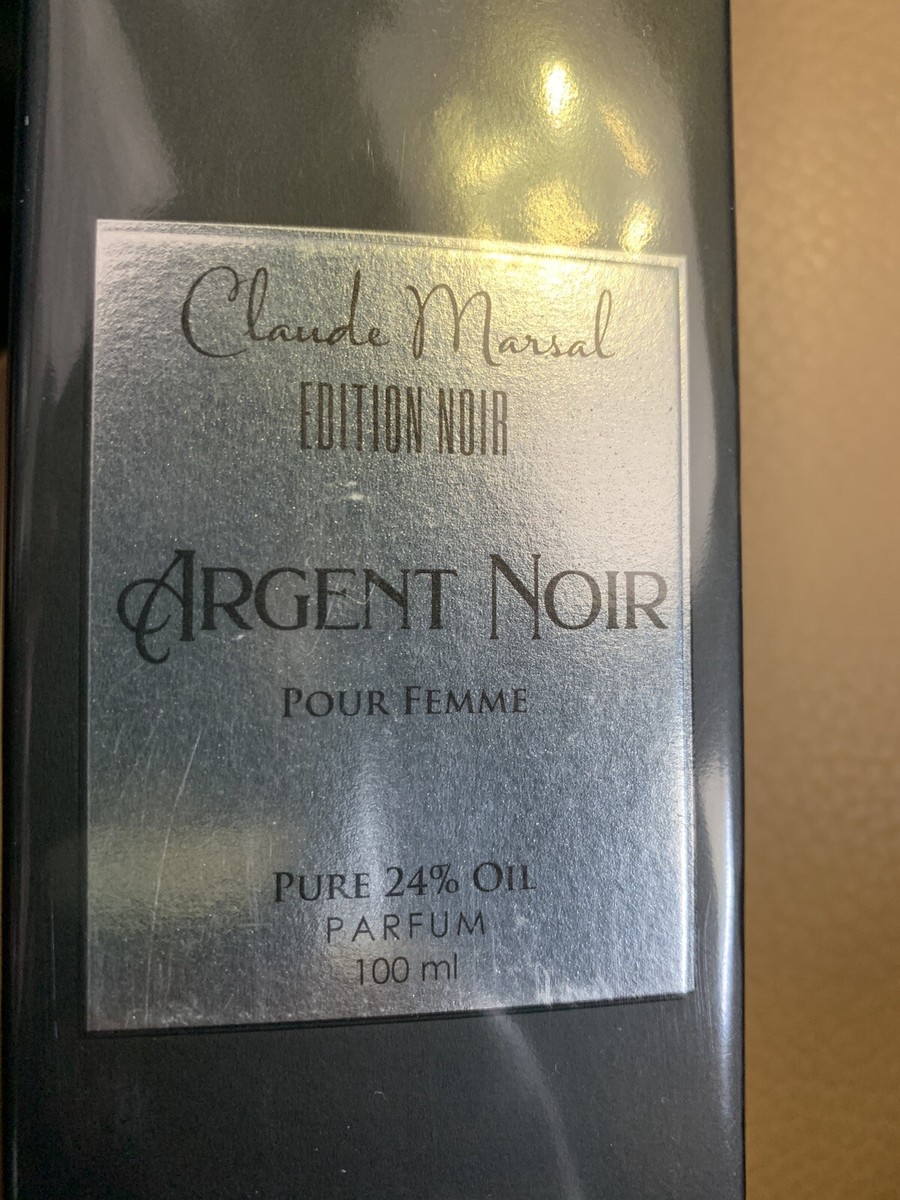 Claude Marsal
EDITION NOIR
ARGENT NOIR
POUR FEMME
PURE 24% OIL
PARFUM
100 ml